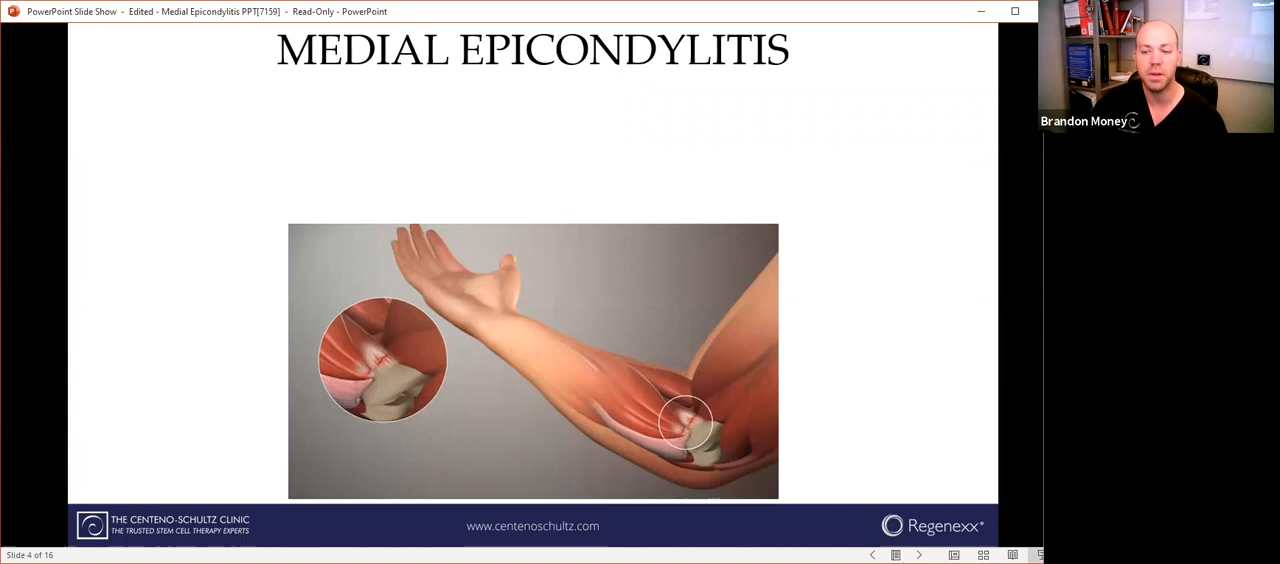 PowerPoint Slide Show - Edited - Medial Epicondylitis PPT[7159] - Read-Only - PowerPoint
MEDIAL EPICONDYLITIS
Brandon Money
THE CENTENO-SCHULTZ CLINIC
THE TRUSTED STEM CELL THERAPY EXPERTS
www.centenoschultz.com
Regenexx®
Slide 4 of 16